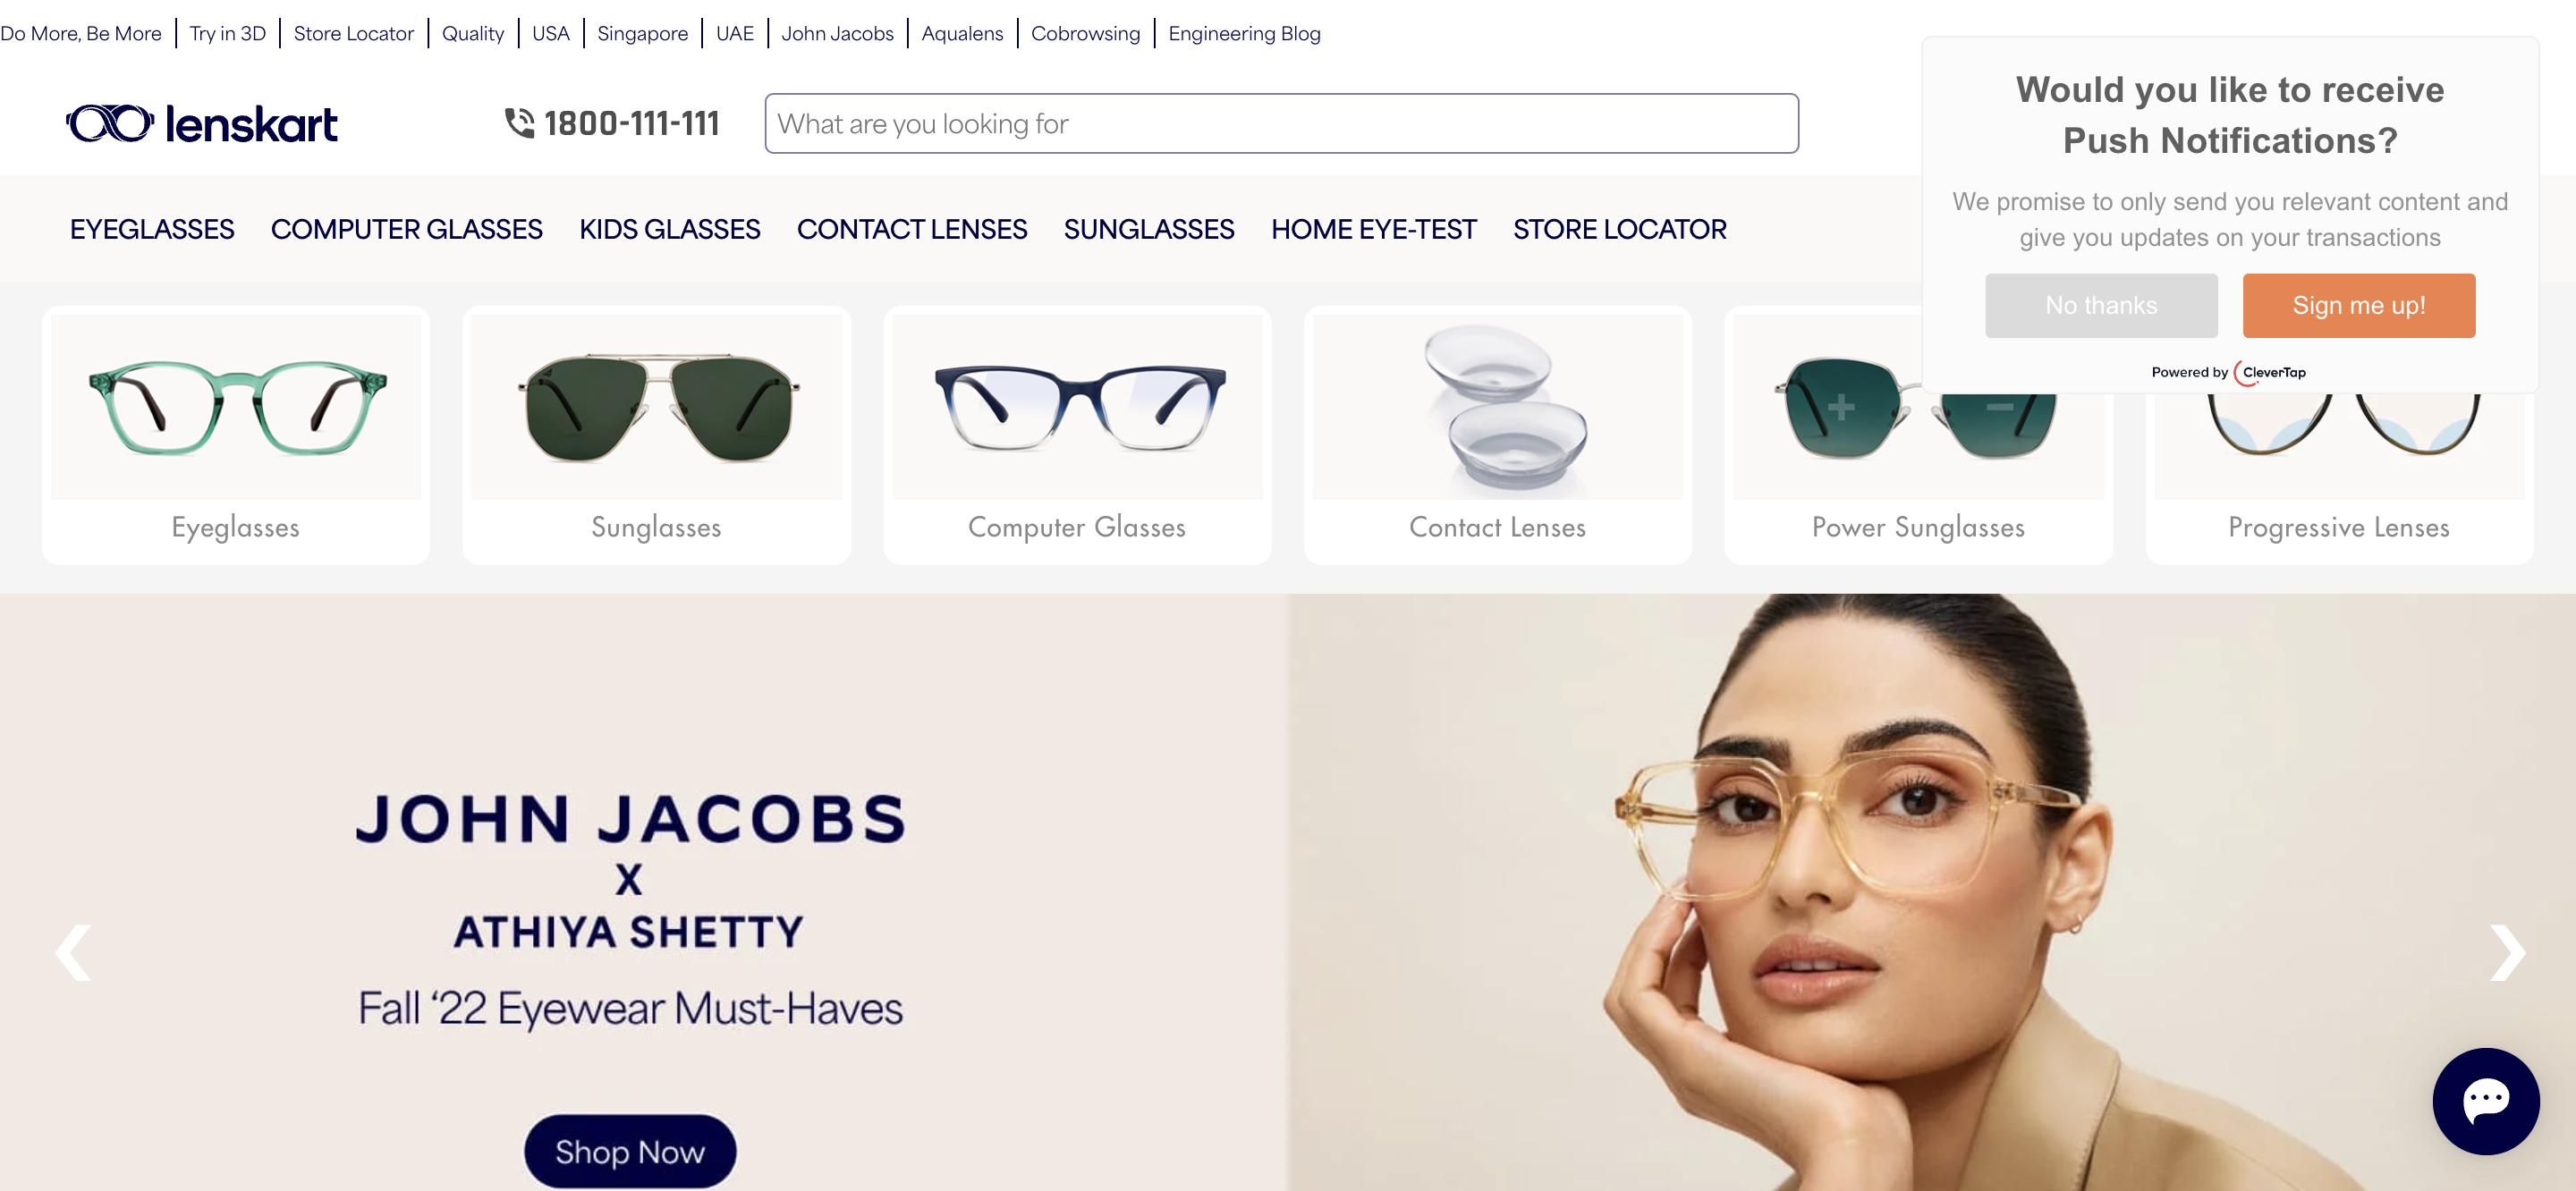 Do More, Be More | Try in 3D | Store Locator | Quality | USA | Singapore | UAE | John Jacobs | Aqualens | Cobrowsing | Engineering Blog
lenskart
1800-111-111
What are you looking for
Would you like to receive
Push Notifications?
We promise to only send you relevant content and
give you updates on your transactions
No thanks
Sign me up!
Powered by CleverTap
EYEGLASSES COMPUTER GLASSES KIDS GLASSES CONTACT LENSES SUNGLASSES HOME EYE-TEST STORE LOCATOR
Eyeglasses
Sunglasses
Computer Glasses
Contact Lenses
Power Sunglasses
Progressive Lenses
JOHN JACOBS
X
ATHIYA SHETTY
Fall ‘22 Eyewear Must-Haves
Shop Now